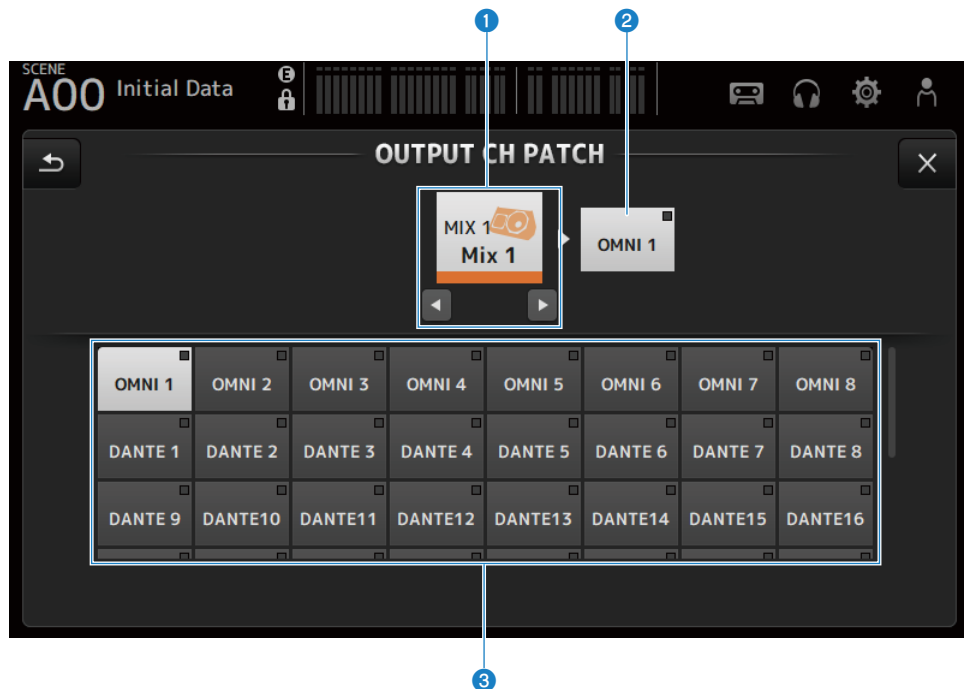 1 2
SCENE
A00 Initial Data E
OUTPUT CH PATCH
MIX 1
Mix 1
OMNI 1
OMNI 1 OMNI 2 OMNI 3 OMNI 4 OMNI 5 OMNI 6 OMNI 7 OMNI 8
DANTE 1 DANTE 2 DANTE 3 DANTE 4 DANTE 5 DANTE 6 DANTE 7 DANTE 8
DANTE 9 DANTE10 DANTE11 DANTE12 DANTE13 DANTE14 DANTE15 DANTE16
3